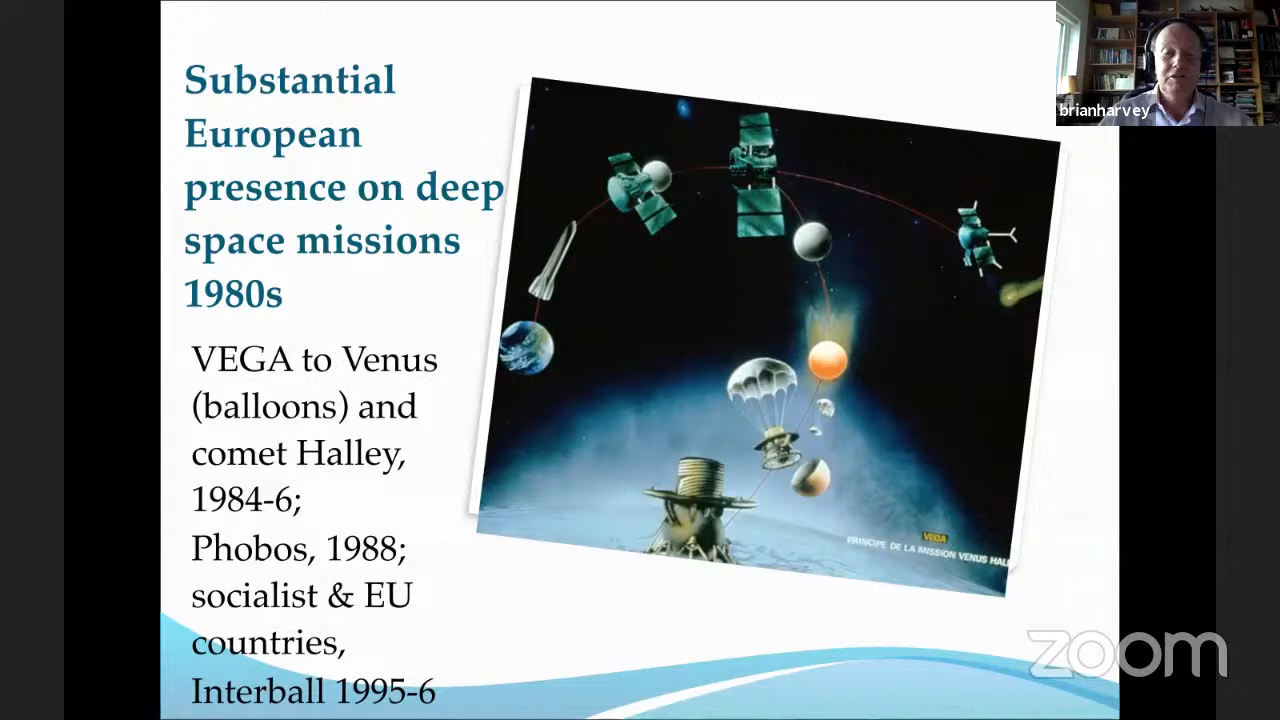 Substantial
European
presence on deep
space missions
1980s
VEGA to Venus
(balloons) and
comet Halley,
1984-6;
Phobos, 1988;
socialist & EU
countries,
Interball 1995-6
VEGA
PRINCIPE DE LA MISSION VENUS
brianharvey
zoom